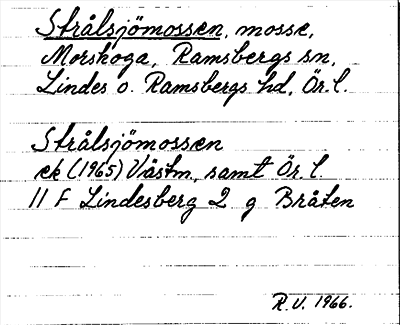 Strålsjömossen, mosse,
Morskoga, Ramsbergs sn,
Lindes o. Ramsbergs hd, Ör. l.
Strålsjömossen
ek (1965) Västm, samt Ör. l.
11 F Lindesberg 2 g Bråten
R.V. 1966.